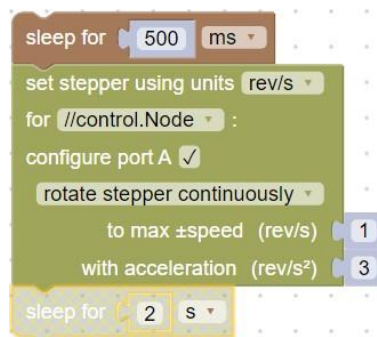 sleep for 500 ms
set stepper using units rev/s
for //control.Node :
configure port A ✓
rotate stepper continuously
to max ±speed (rev/s) 1
with acceleration (rev/s²) 3
sleep for 2 s